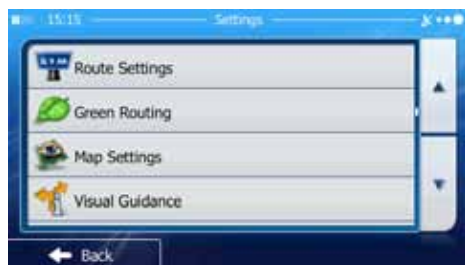 15:15 Settings
Route Settings
Green Routing
Map Settings
Visual Guidance
Back